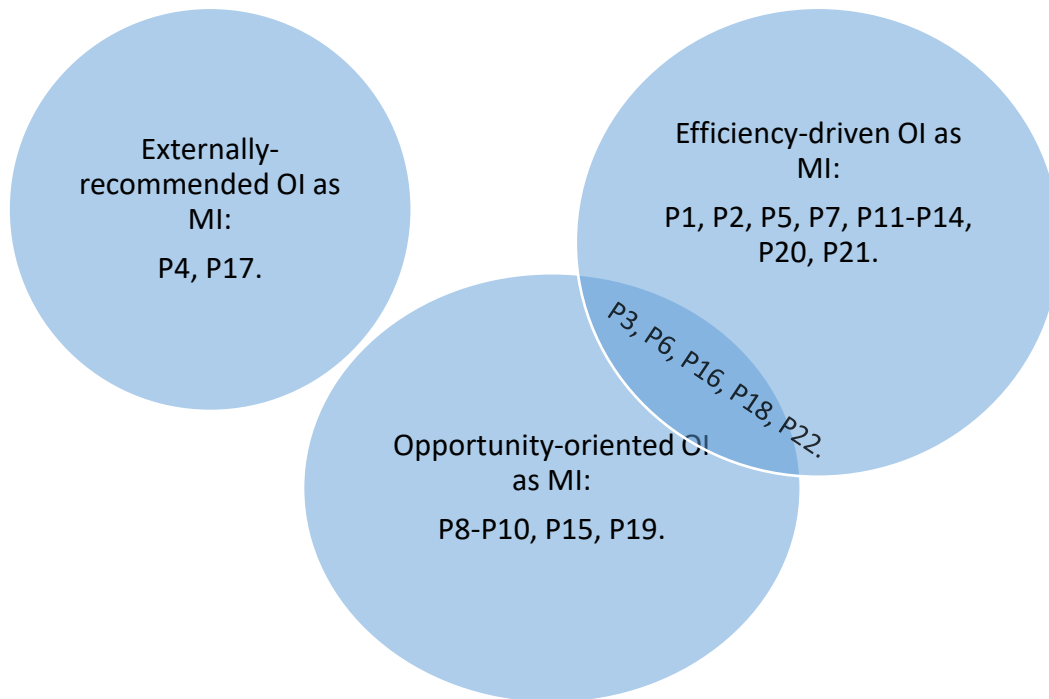 Externally-
recommended OI as
MI:
P4, P17.
Efficiency-driven OI as
MI:
P1, P2, P5, P7, P11-P14,
P20, P21.
P3, P6, P16, P18, P22.
Opportunity-oriented OI
as MI:
P8-P10, P15, P19.